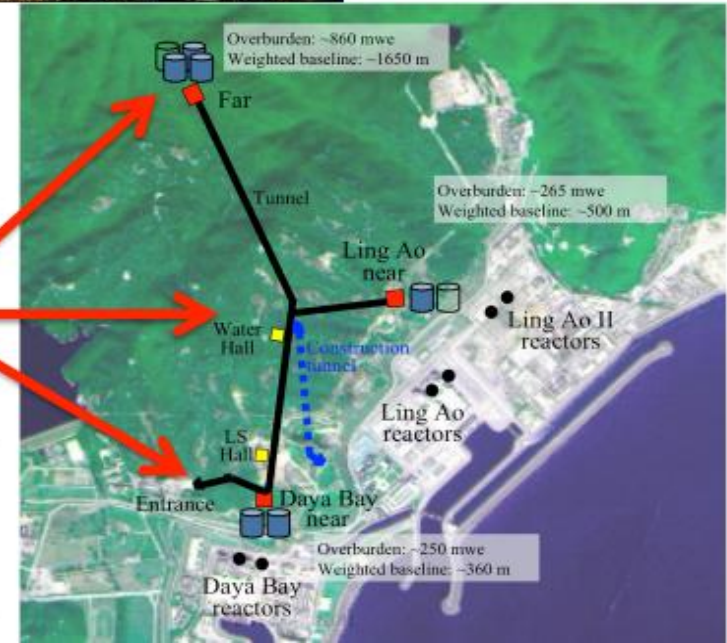 Overburden: ~860 mwe
Weighted baseline: ~1650 m
Far
Tunnel
Overburden: ~265 mwe
Weighted baseline: ~500 m
Ling Ao
near
Water
Hall
Construction
tunnel
Ling Ao II
reactors
Ling Ao
reactors
LS
Hall
Entrance
Daya Bay
near
Overburden: ~250 mwe
Weighted baseline: ~360 m
Daya Bay
reactors